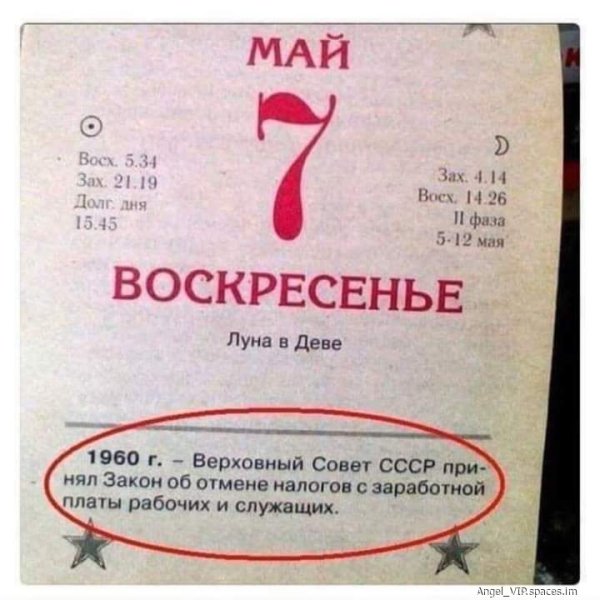 МАЙ
7
Восх. 5.34
Зах. 21.19
Долг. дня
15.45
Зах. 4.14
Восх. 14.26
II фаза
5-12 мая
ВОСКРЕСЕНЬЕ
Луна в Деве
1960 г. – Верховный Совет СССР при-
нял Закон об отмене налогов с заработной
платы рабочих и служащих.
Angel_VIP.spaces.im